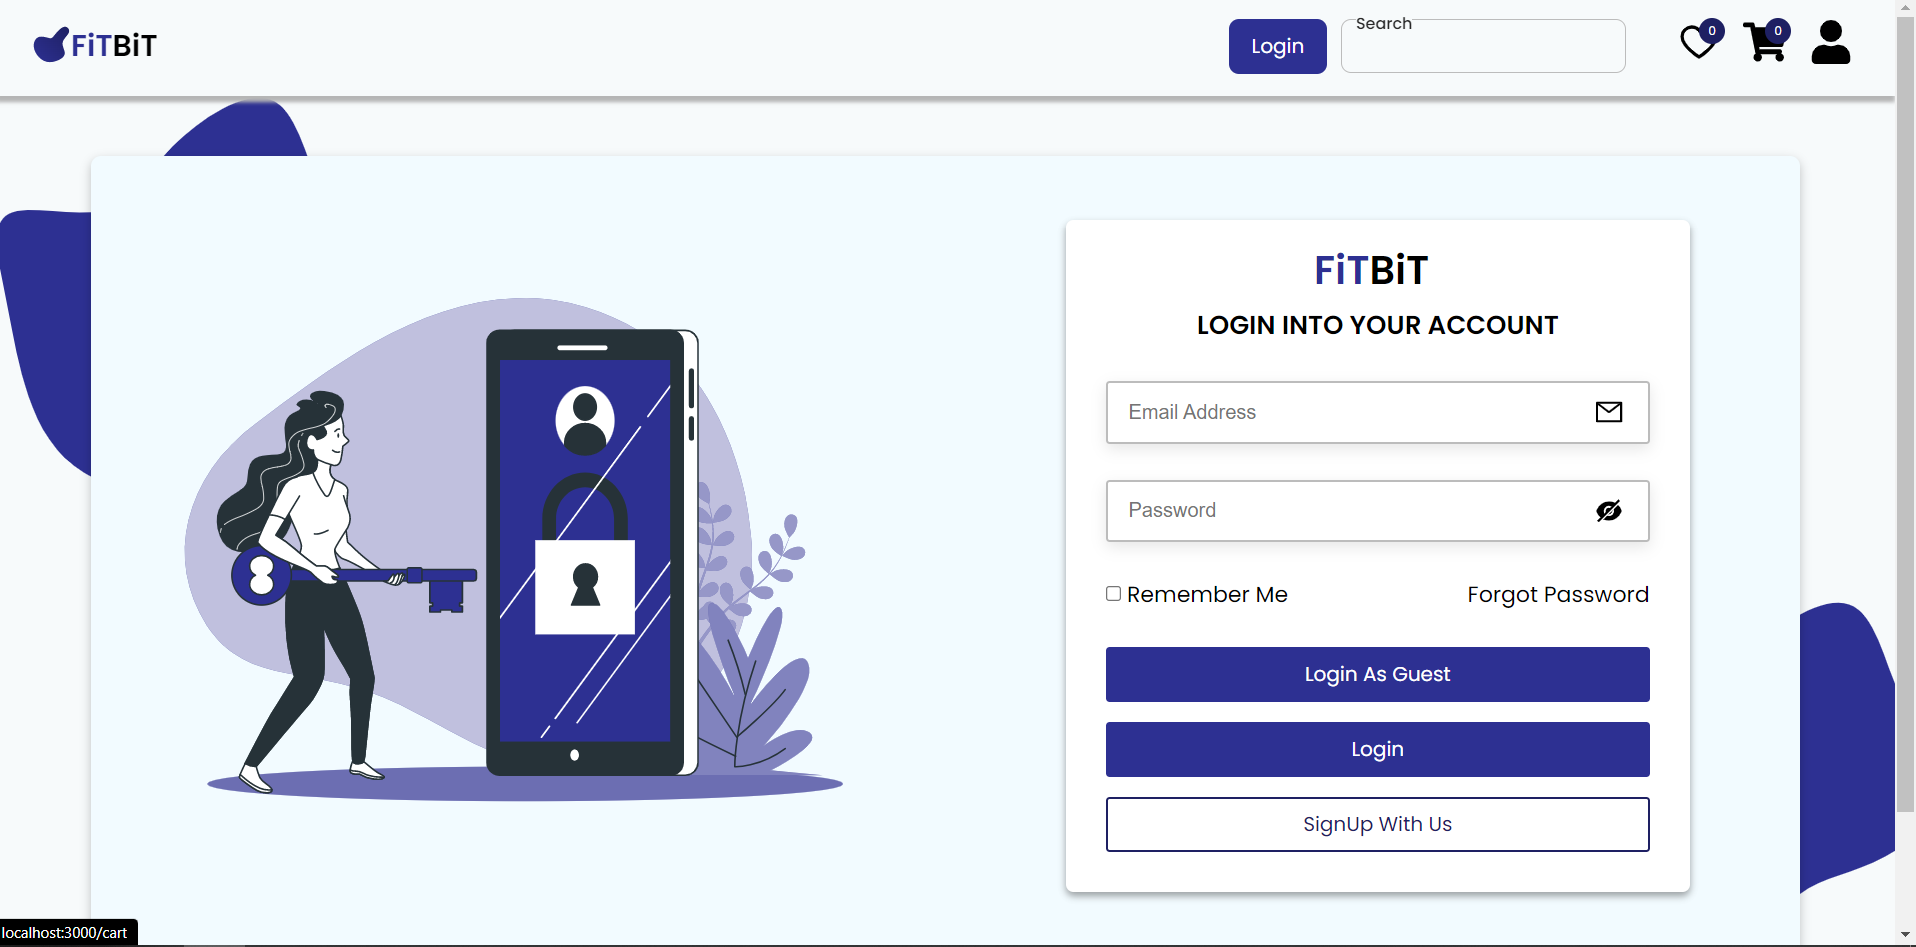 FiTBiT
Login
Search
0
0
FiTBiT
LOGIN INTO YOUR ACCOUNT
Email Address
Password
Remember Me
Forgot Password
Login As Guest
Login
SignUp With Us
localhost:3000/cart